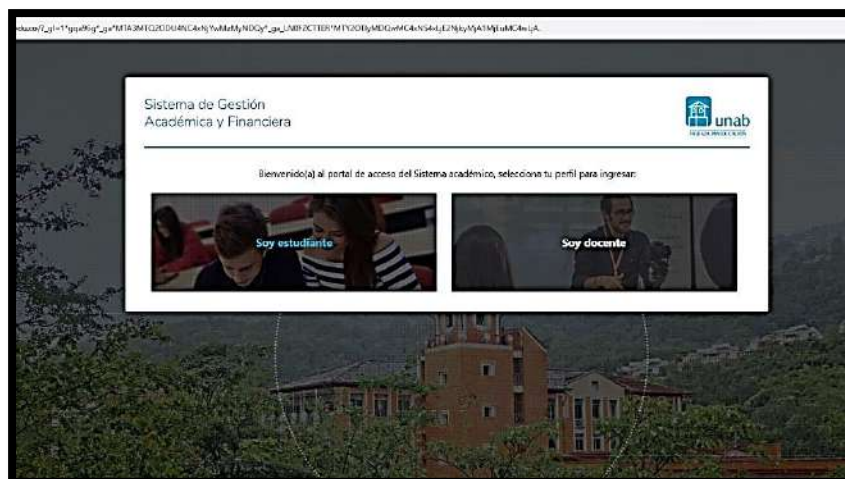 Sistema de Gestión
Académica y Financiera
unab
Bienvenido(a) al portal de acceso del Sistema académico, selecciona tu perfil para ingresar:
Soy estudiante
Soy docente